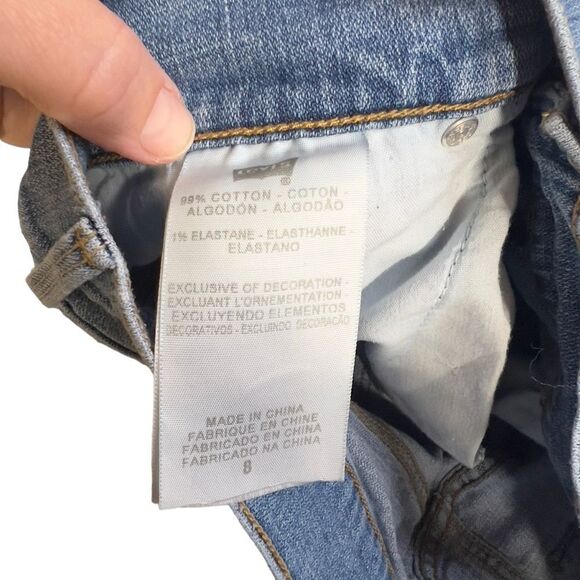 Levi's
®
99% COTTON - COTON -
ALGODÓN - ALGODÃO
1% ELASTANE - ELASTHANNE -
ELASTANO
EXCLUSIVE OF DECORATION -
EXCLUANT L'ORNEMENTATION -
EXCLUYENDO ELEMENTOS
DECORATIVOS - EXCLUINDO DECORAÇÃO
MADE IN CHINA
FABRIQUE EN CHINE
FABRICADO EN CHINA
FABRICADO NA CHINA
8